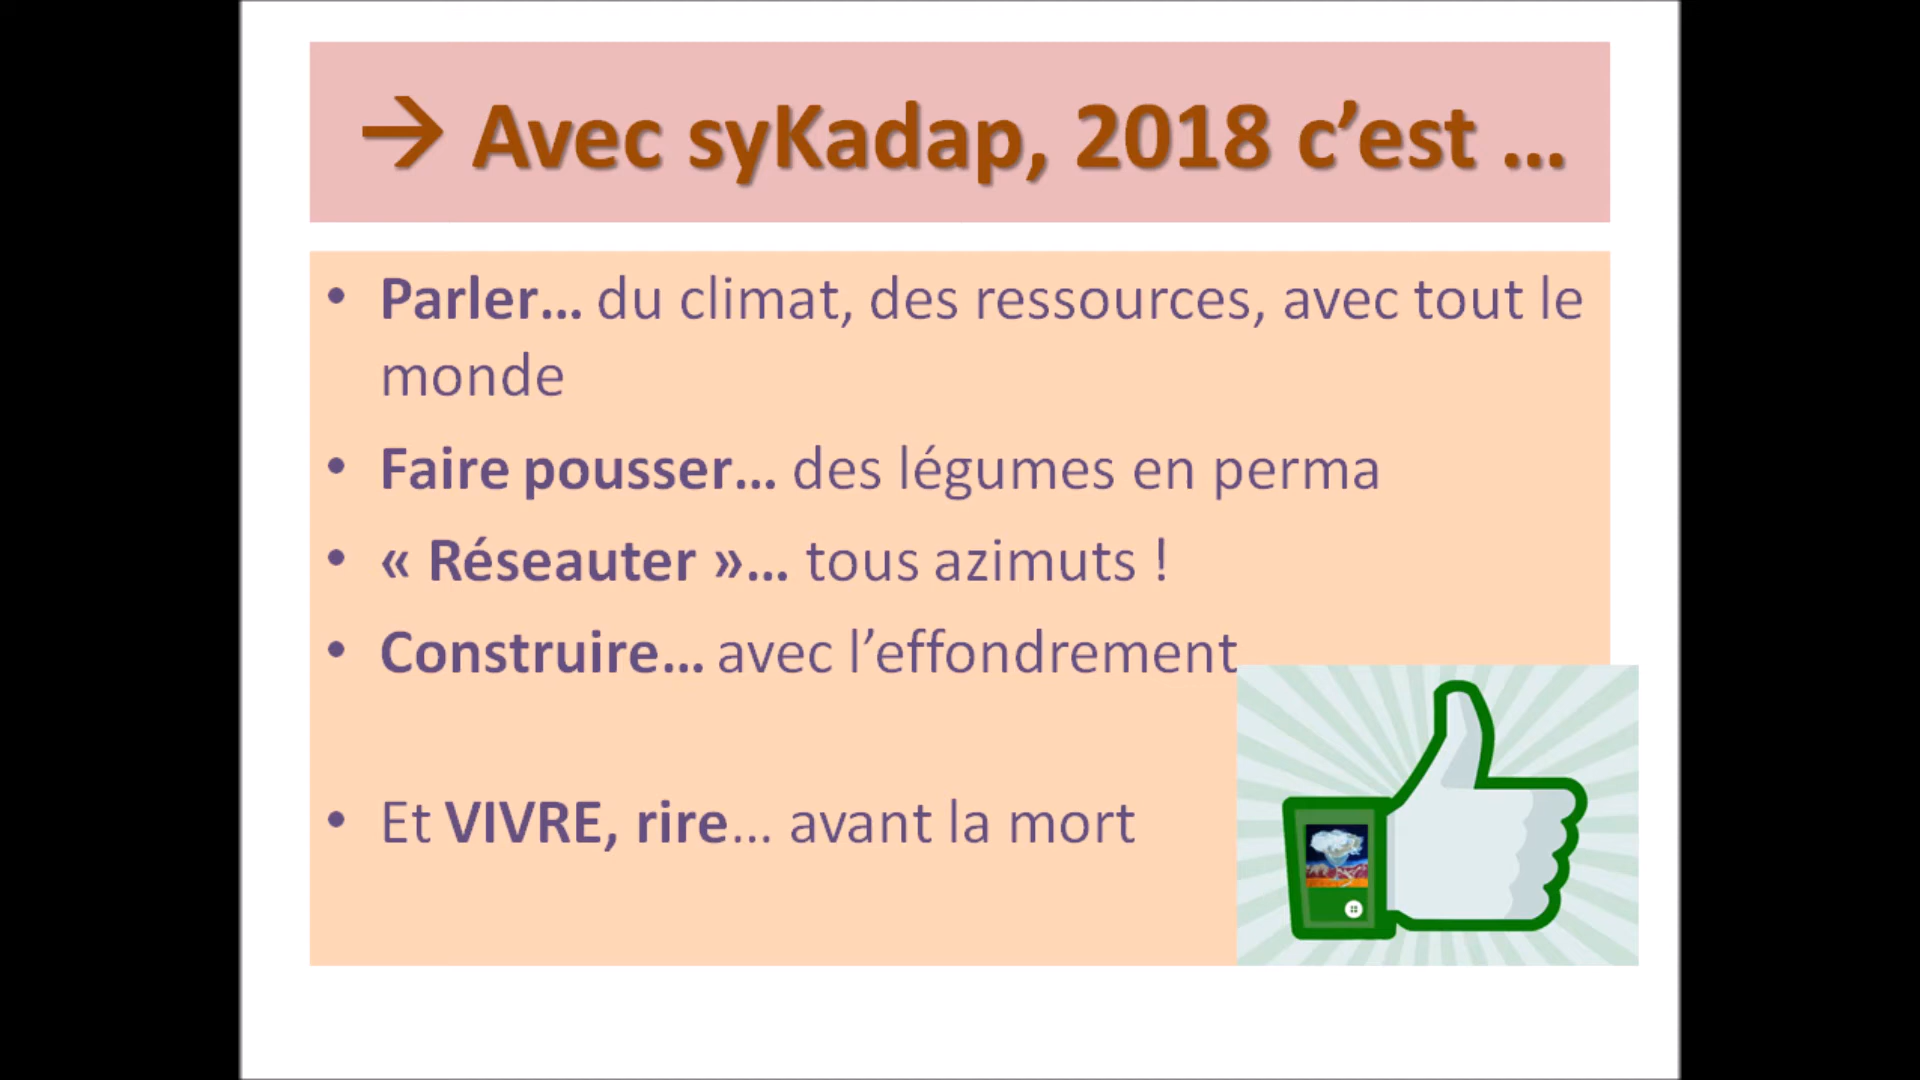 → Avec syKadap, 2018 c’est …
• Parler… du climat, des ressources, avec tout le
monde
• Faire pousser… des légumes en perma
• « Réseauter »… tous azimuts !
• Construire… avec l’effondrement
• Et VIVRE, rire… avant la mort